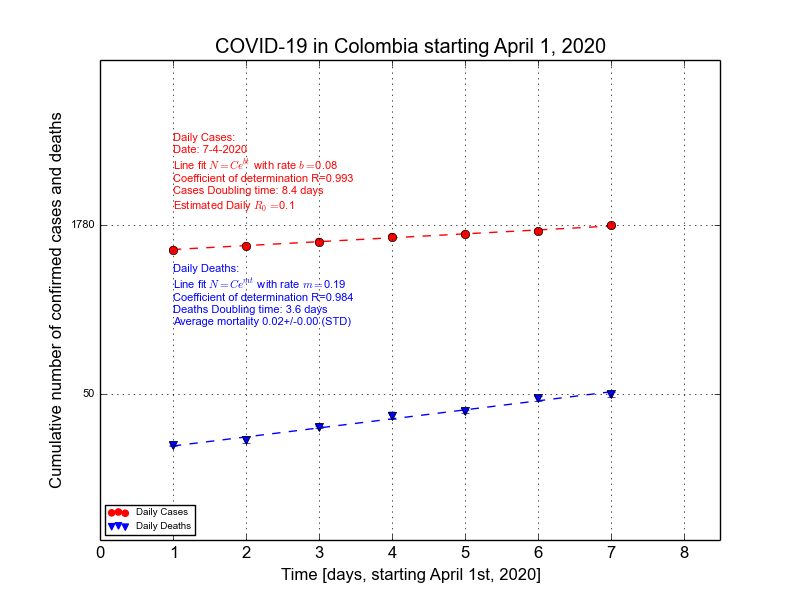 COVID-19 in Colombia starting April 1, 2020
Cumulative number of confirmed cases and deaths
Daily Cases:
Date: 7-4-2020
Line fit N=Ce^{bt} with rate b=0.08
Coefficient of determination R=0.993
Cases Doubling time: 8.4 days
Estimated Daily R_0=0.1
1780
Daily Deaths:
Line fit N=Ce^{mt} with rate m=0.19
Coefficient of determination R=0.984
Deaths Doubling time: 3.6 days
Average mortality 0.02+/-0.00 (STD)
50
Daily Cases
Daily Deaths
0 1 2 3 4 5 6 7 8
Time [days, starting April 1st, 2020]